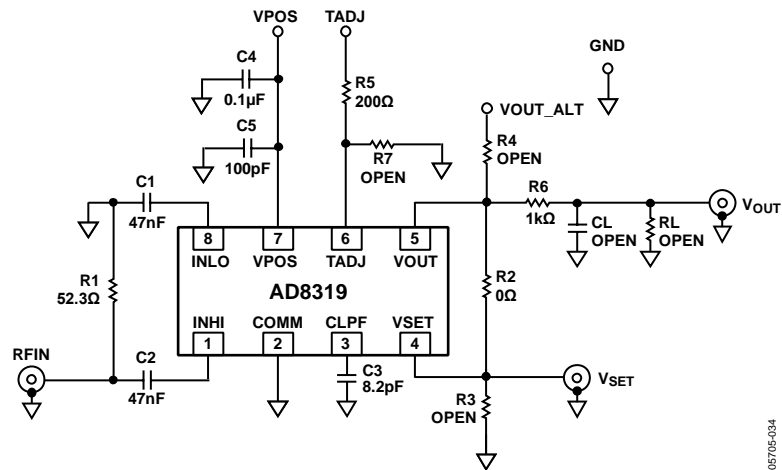 VPOS TADJ
GND
C4
0.1µF
R5
200Ω
VOUT_ALT
C5
100pF
R7
OPEN
R4
OPEN
C1
47nF
R6
1kΩ
VOUT
CL
OPEN
RL
OPEN
8 7 6 5
INLO VPOS TADJ VOUT
R1
52.3Ω
AD8319
R2
0Ω
INHI COMM CLPF VSET
1 2 3 4
RFIN
C2
47nF
C3
8.2pF
VSET
R3
OPEN
05705-034